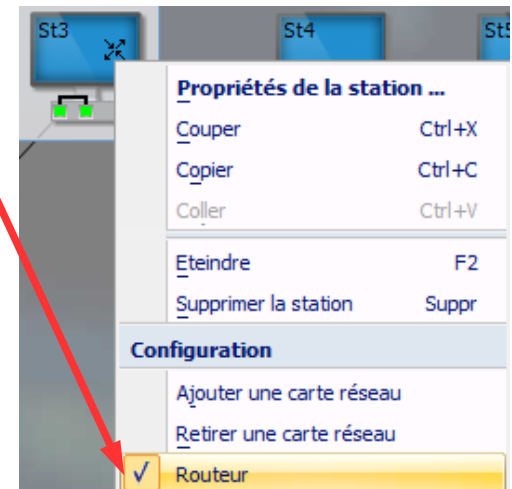 St3
St4
St5
Propriétés de la station ...
Couper Ctrl+X
Copier Ctrl+C
Coller Ctrl+V
Eteindre F2
Supprimer la station Suppr
Configuration
Ajouter une carte réseau
Retirer une carte réseau
Routeur